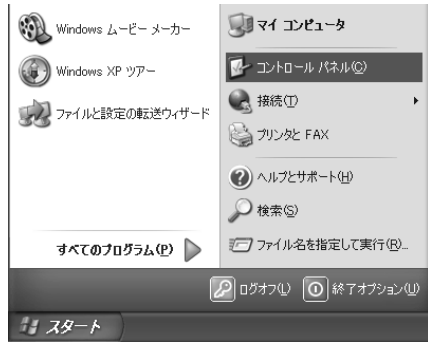 Windows ムービー メーカー
Windows XP ツアー
ファイルと設定の転送ウィザード
すべてのプログラム(P)
マイ コンピュータ
コントロール パネル(C)
接続(T)
プリンタと FAX
ヘルプとサポート(H)
検索(S)
ファイル名を指定して実行(R)...
ログオフ(L)
終了オプション(U)
スタート